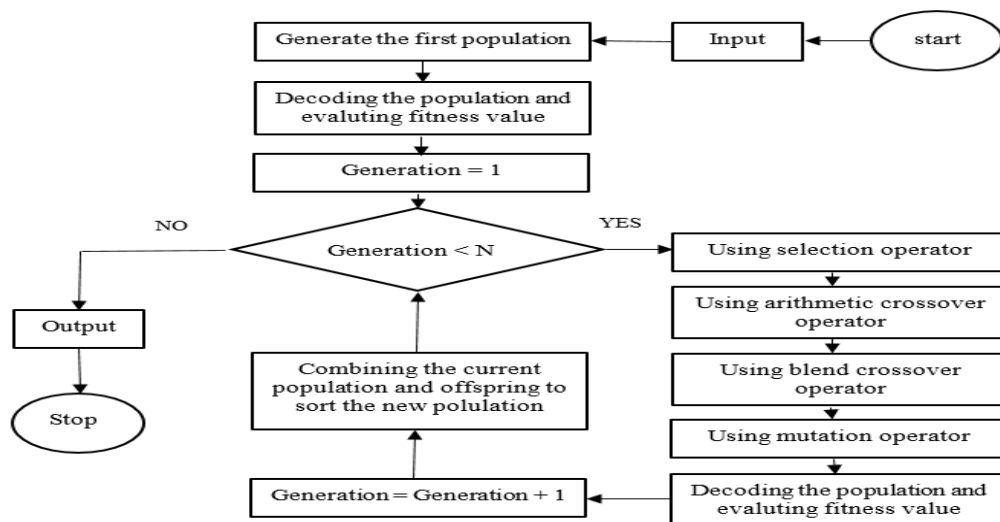 start
Input
Generate the first population
Decoding the population and
evaluting fitness value
Generation = 1
Generation < N
NO
YES
Output
Stop
Using selection operator
Using arithmetic crossover
operator
Using blend crossover
operator
Using mutation operator
Decoding the population and
evaluting fitness value
Generation = Generation + 1
Combining the current
population and offspring to
sort the new polulation